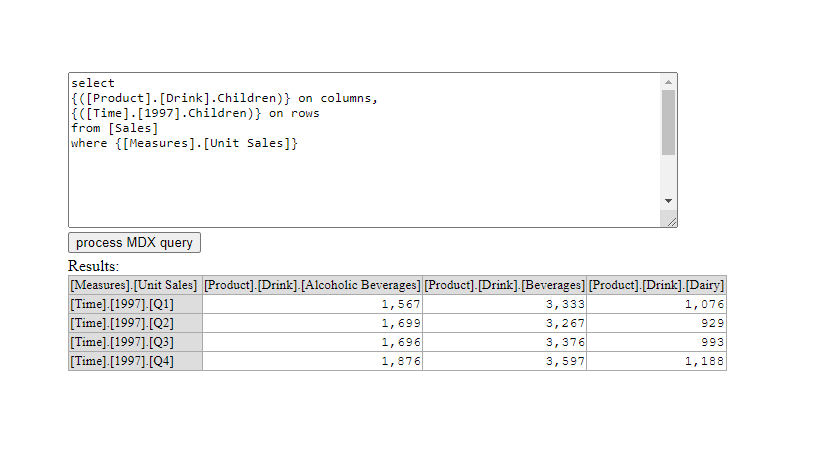 select
{([Product].[Drink].Children)} on columns,
{([Time].[1997].Children)} on rows
from [Sales]
where {[Measures].[Unit Sales]}
process MDX query
Results:
[Measures].[Unit Sales] [Product].[Drink].[Alcoholic Beverages] [Product].[Drink].[Beverages] [Product].[Drink].[Dairy]
[Time].[1997].[Q1] 1,567 3,333 1,076
[Time].[1997].[Q2] 1,699 3,267 929
[Time].[1997].[Q3] 1,696 3,376 993
[Time].[1997].[Q4] 1,876 3,597 1,188